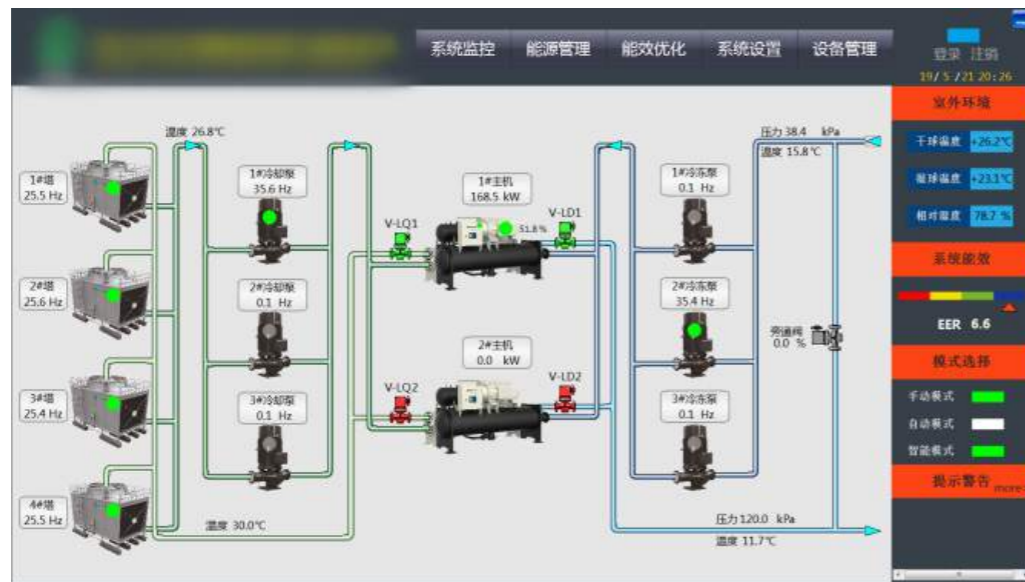 系统监控 能源管理 能效优化 系统设置 设备管理
登录 注销
19/ 5 /21 20:26
室外环境
干球温度 +26.2℃
湿球温度 +23.1℃
相对湿度 78.7 %
系统能效
EER 6.6
模式选择
手动模式
自动模式
智能模式
提示警告 more
温度 26.8℃
压力 38.4 kPa
温度 15.8℃
1#塔
25.5 Hz
1#冷却泵
35.6 Hz
1#主机
168.5 kW
1#冷冻泵
0.1 Hz
V-LQ1
51.8 %
V-LD1
2#塔
25.6 Hz
2#冷却泵
0.1 Hz
2#主机
0.0 kW
2#冷冻泵
35.4 Hz
旁通阀
0.0 %
V-LQ2
V-LD2
3#塔
25.4 Hz
3#冷却泵
0.1 Hz
3#冷冻泵
0.1 Hz
4#塔
25.5 Hz
温度 30.0℃
压力 120.0 kPa
温度 11.7℃